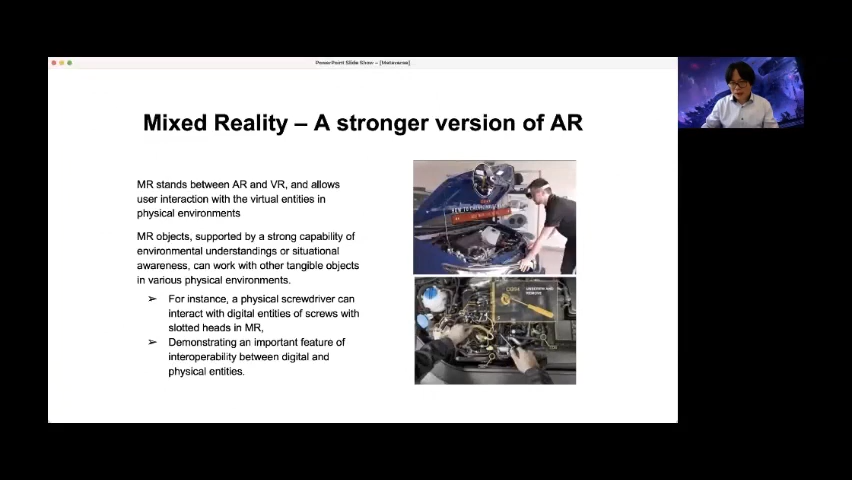 PowerPoint Slide Show – [Metaverse]
Mixed Reality – A stronger version of AR
MR stands between AR and VR, and allows
user interaction with the virtual entities in
physical environments
MR objects, supported by a strong capability of
environmental understandings or situational
awareness, can work with other tangible objects
in various physical environments.
➢ For instance, a physical screwdriver can
interact with digital entities of screws with
slotted heads in MR,
➢ Demonstrating an important feature of
interoperability between digital and
physical entities.